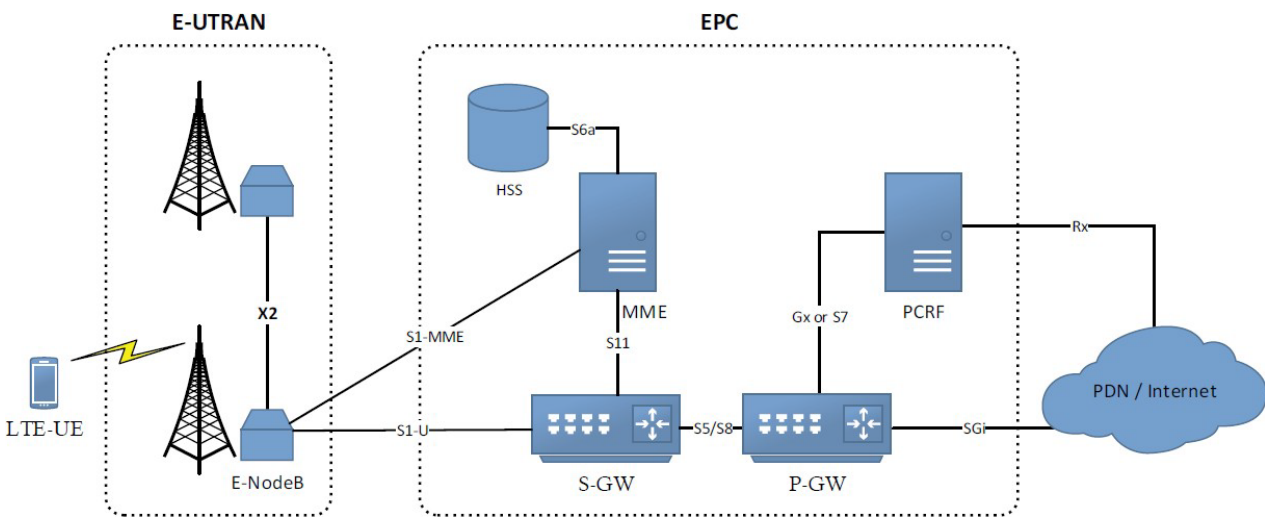 E-UTRAN
EPC
S6a
HSS
Rx
MME
PCRF
X2
Gx or S7
S1-MME
S11
PDN / Internet
LTE-UE
S1-U
S5/S8
SGi
E-NodeB
S-GW
P-GW